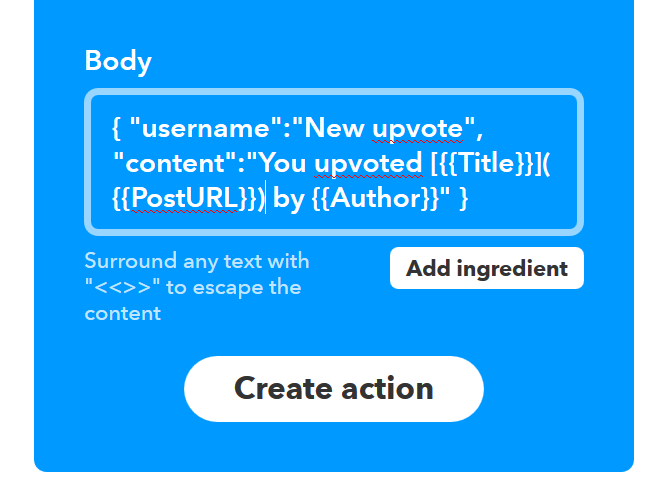 Body
{ "username":"New upvote",
"content":"You upvoted [{{Title}}](
{{PostURL}}) by {{Author}}" }
Surround any text with
"<<>>" to escape the
content
Add ingredient
Create action